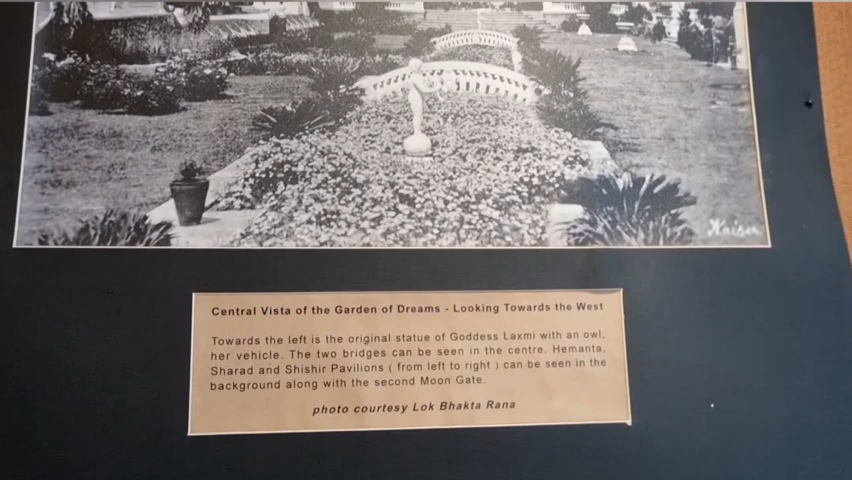 Kaiser
Central Vista of the Garden of Dreams - Looking Towards the West
Towards the left is the original statue of Goddess Laxmi with an owl,
her vehicle. The two bridges can be seen in the centre. Hemanta,
Sharad and Shishir Pavilions ( from left to right ) can be seen in the
background along with the second Moon Gate.
photo courtesy Lok Bhakta Rana